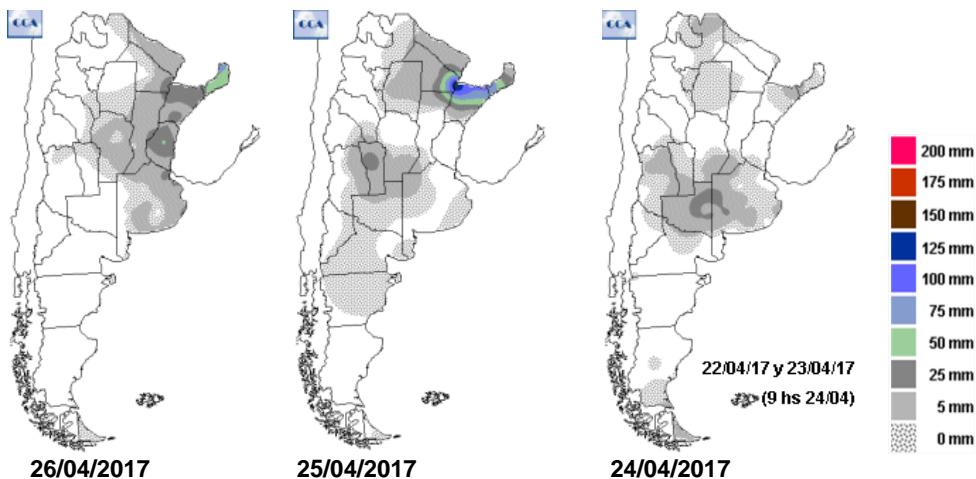 CCA
CCA
CCA
200 mm
175 mm
150 mm
125 mm
100 mm
75 mm
50 mm
25 mm
5 mm
0 mm
22/04/17 y 23/04/17
(9 hs 24/04)
26/04/2017
25/04/2017
24/04/2017